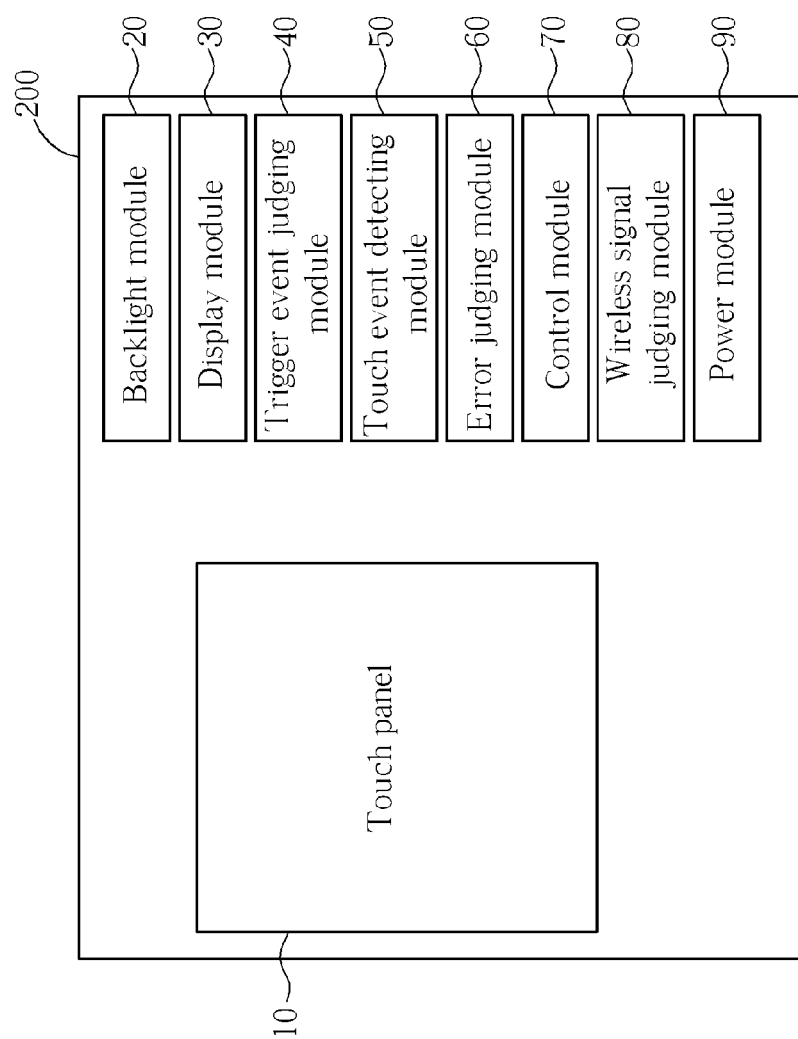 200
Backlight module
20
Display module
30
Trigger event judging
module
40
Touch event detecting
module
50
Error judging module
60
Control module
70
Wireless signal
judging module
80
Power module
90
Touch panel
10